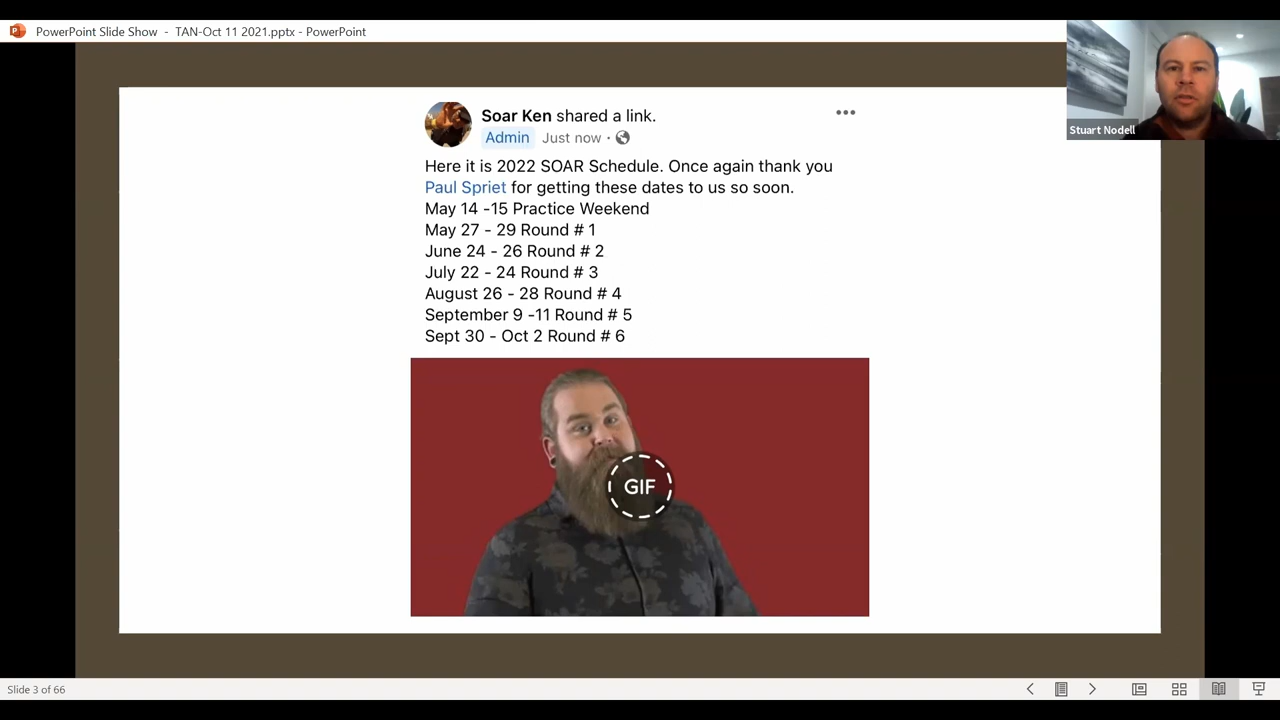 PowerPoint Slide Show - TAN-Oct 11 2021.pptx - PowerPoint
Stuart Nodell
Soar Ken shared a link.
Admin Just now ·
Here it is 2022 SOAR Schedule. Once again thank you
Paul Spriet for getting these dates to us so soon.
May 14 -15 Practice Weekend
May 27 - 29 Round # 1
June 24 - 26 Round # 2
July 22 - 24 Round # 3
August 26 - 28 Round # 4
September 9 -11 Round # 5
Sept 30 - Oct 2 Round # 6
GIF
Slide 3 of 66